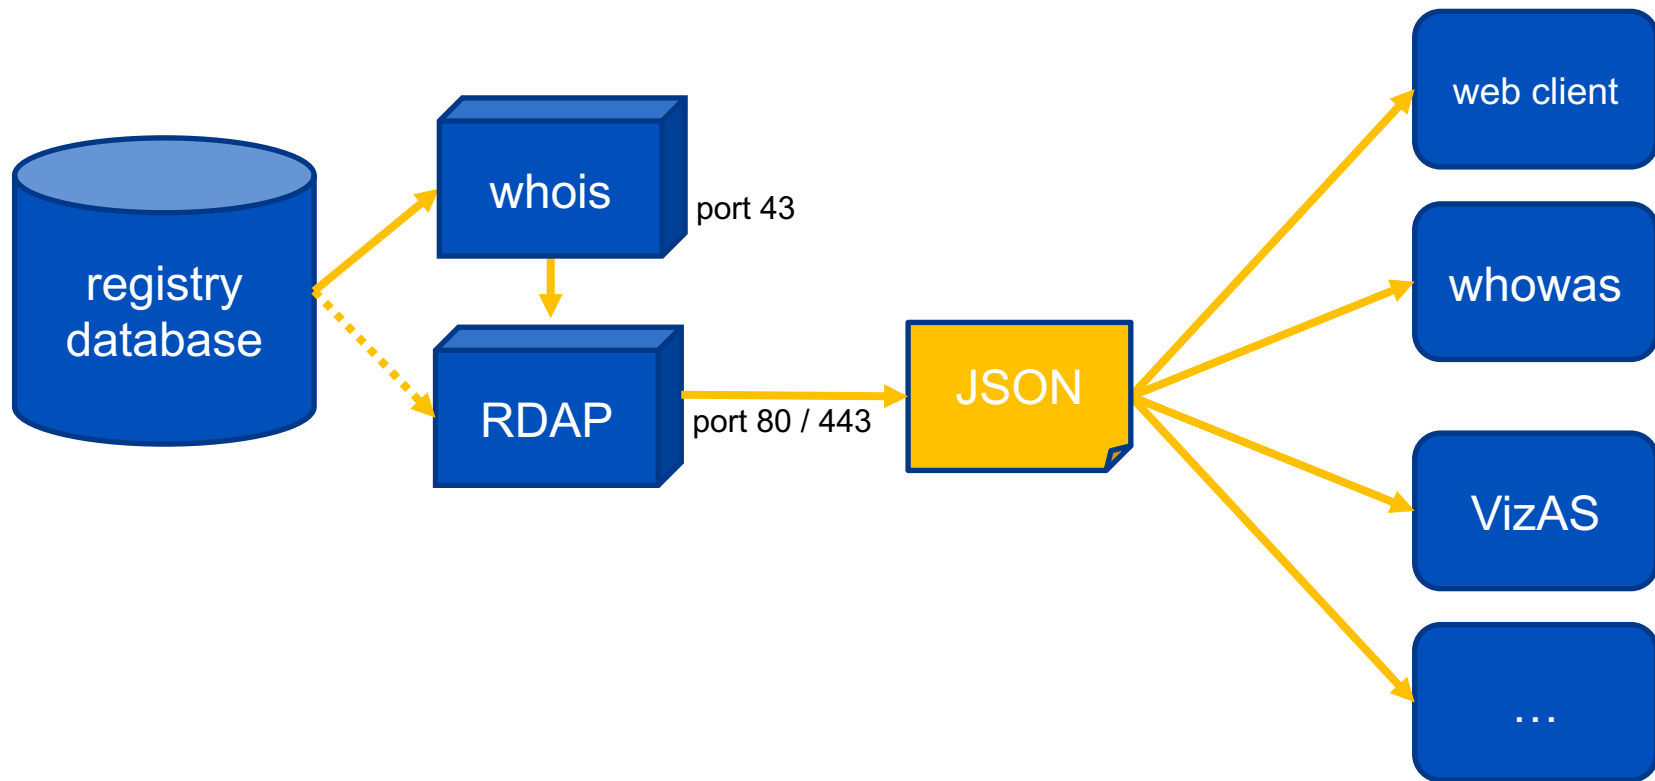 registry
database
whois
port 43
RDAP
port 80 / 443
JSON
web client
whowas
VizAS
...